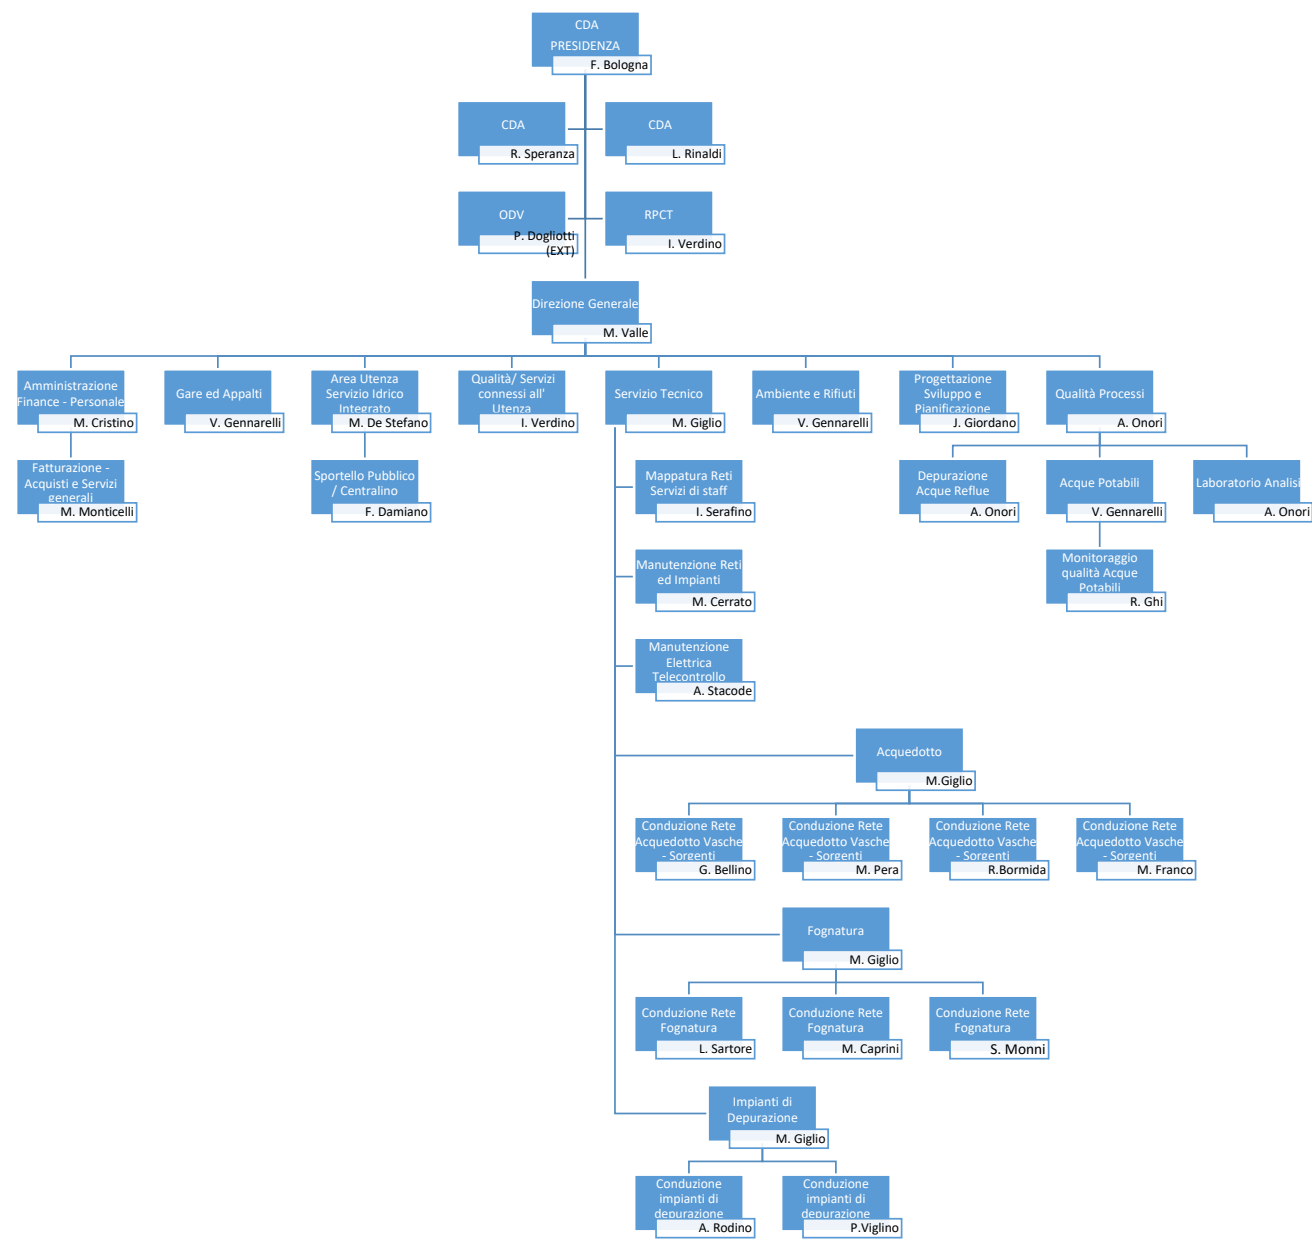 CDA
PRESIDENZA
F. Bologna
CDA
R. Speranza
CDA
L. Rinaldi
ODV
P. Dogliotti
(EXT)
RPCT
I. Verdino
Direzione Generale
M. Valle
Amministrazione
Finance - Personale
M. Cristino
Gare ed Appalti
V. Gennarelli
Area Utenza
Servizio Idrico
Integrato
M. De Stefano
Qualità/ Servizi
connessi all'
Utenza
I. Verdino
Servizio Tecnico
M. Giglio
Ambiente e Rifiuti
V. Gennarelli
Progettazione
Sviluppo e
Pianificazione
J. Giordano
Qualità Processi
A. Onori
Fatturazione -
Acquisti e Servizi
generali
M. Monticelli
Sportello Pubblico
/ Centralino
F. Damiano
Mappatura Reti
Servizi di staff
I. Serafino
Depurazione
Acque Reflue
A. Onori
Acque Potabili
V. Gennarelli
Laboratorio Analisi
A. Onori
Manutenzione Reti
ed Impianti
M. Cerrato
Monitoraggio
qualità Acque
Potabili
R. Ghi
Manutenzione
Elettrica
Telecontrollo
A. Stacode
Acquedotto
M.Giglio
Conduzione Rete
Acquedotto Vasche
- Sorgenti
G. Bellino
Conduzione Rete
Acquedotto Vasche
- Sorgenti
M. Pera
Conduzione Rete
Acquedotto Vasche
- Sorgenti
R.Bormida
Conduzione Rete
Acquedotto Vasche
- Sorgenti
M. Franco
Fognatura
M. Giglio
Conduzione Rete
Fognatura
L. Sartore
Conduzione Rete
Fognatura
M. Caprini
Conduzione Rete
Fognatura
S. Monni
Impianti di
Depurazione
M. Giglio
Conduzione
impianti di
depurazione
A. Rodino
Conduzione
impianti di
depurazione
P.Viglino